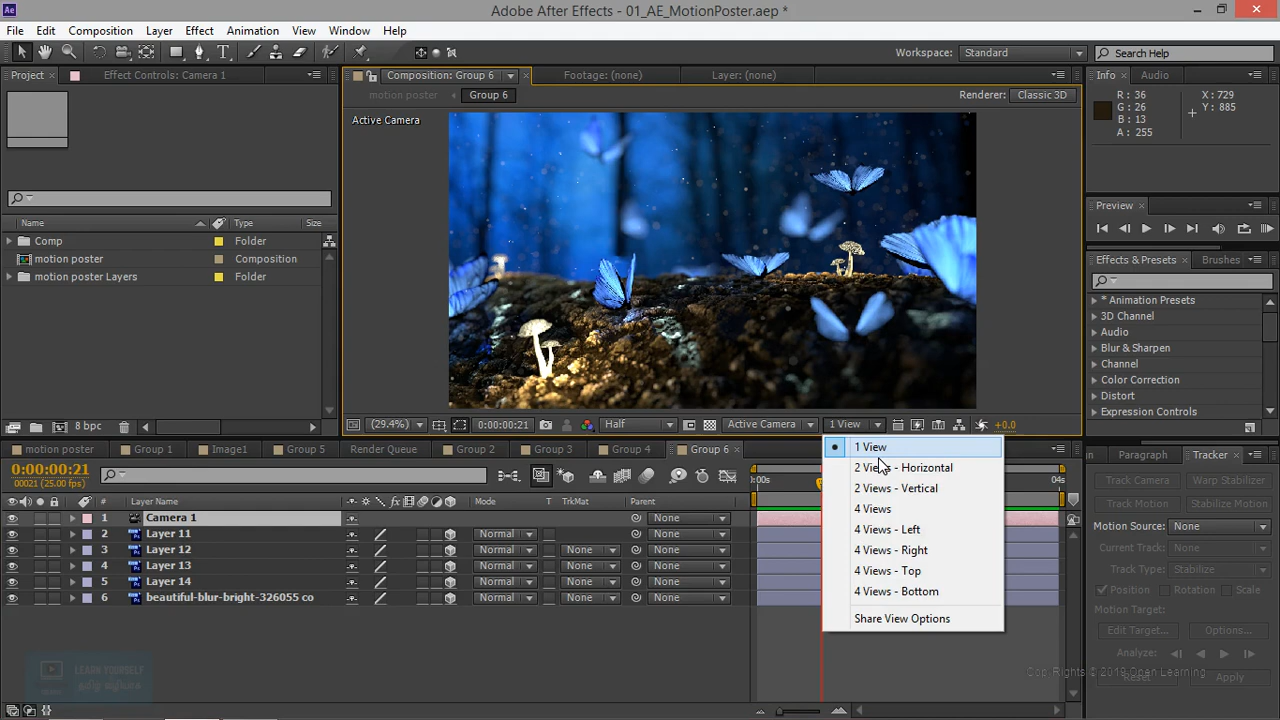 Adobe After Effects - 01_AE_MotionPoster.aep *
File Edit Composition Layer Effect Animation View Window Help
Workspace: Standard Search Help
Project Effect Controls: Camera 1 Composition: Group 6 Footage: (none) Layer: (none) Info Audio
motion poster Group 6 Renderer: Classic 3D
R : 36 X : 729
G : 26 Y : 885
B : 13
A : 255
Active Camera
Preview
Name Type Size
Comp Folder
motion poster Composition
motion poster Layers Folder
Effects & Presets Brushes
* Animation Presets
3D Channel
Audio
Blur & Sharpen
Channel
Color Correction
Distort
Expression Controls
8 bpc (29.4%) 0:00:00:21 Half Active Camera 1 View +0.0
1 View
2 Views - Horizontal
2 Views - Vertical
4 Views
4 Views - Left
4 Views - Right
4 Views - Top
4 Views - Bottom
Share View Options
motion poster Group 1 Image1 Group 5 Render Queue Group 2 Group 3 Group 4 Group 6
0:00:00:21
00021 (25.00 fps)
:00s 04s
# Layer Name Mode T TrkMat Parent
1 Camera 1 None
2 Layer 11 Normal None
3 Layer 12 Normal None None
4 Layer 13 Normal None None
5 Layer 14 Normal None None
6 beautiful-blur-bright-326055 co Normal None None
Paragraph Tracker
Track Camera Warp Stabilizer
Track Motion Stabilize Motion
Motion Source: None
Current Track: None
Track Type: Stabilize
Position Rotation Scale
Motion Target:
Edit Target... Options...
Analyze:
Reset Apply
LEARN YOURSELF
Copi Rights © 2019 Open Learning